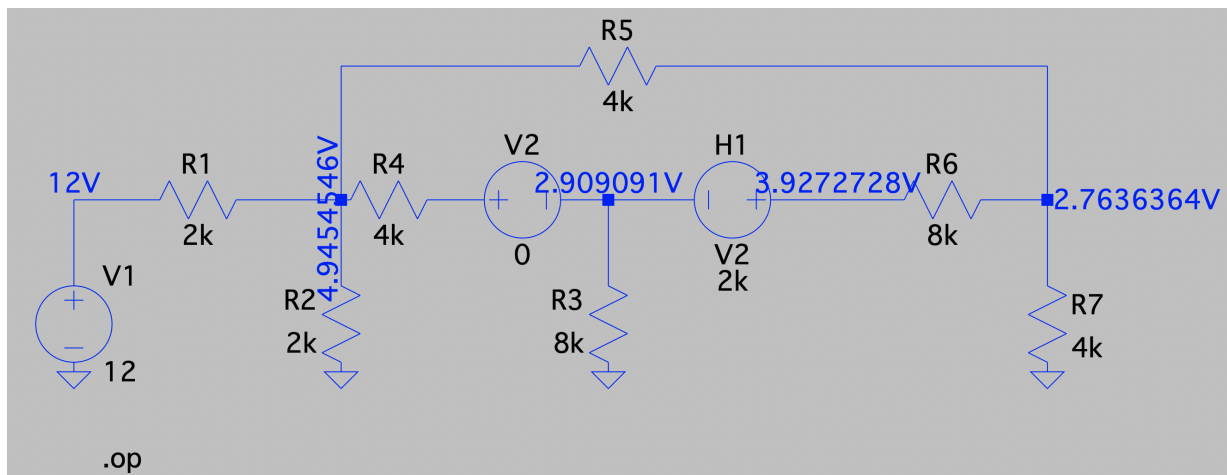 R5
4k
V2
H1
R1
R4
R6
12V
4.9454546V
2.909091V
3.9272728V
2.7636364V
2k
4k
0
V2
2k
8k
V1
R2
R3
R7
2k
8k
4k
12
.op